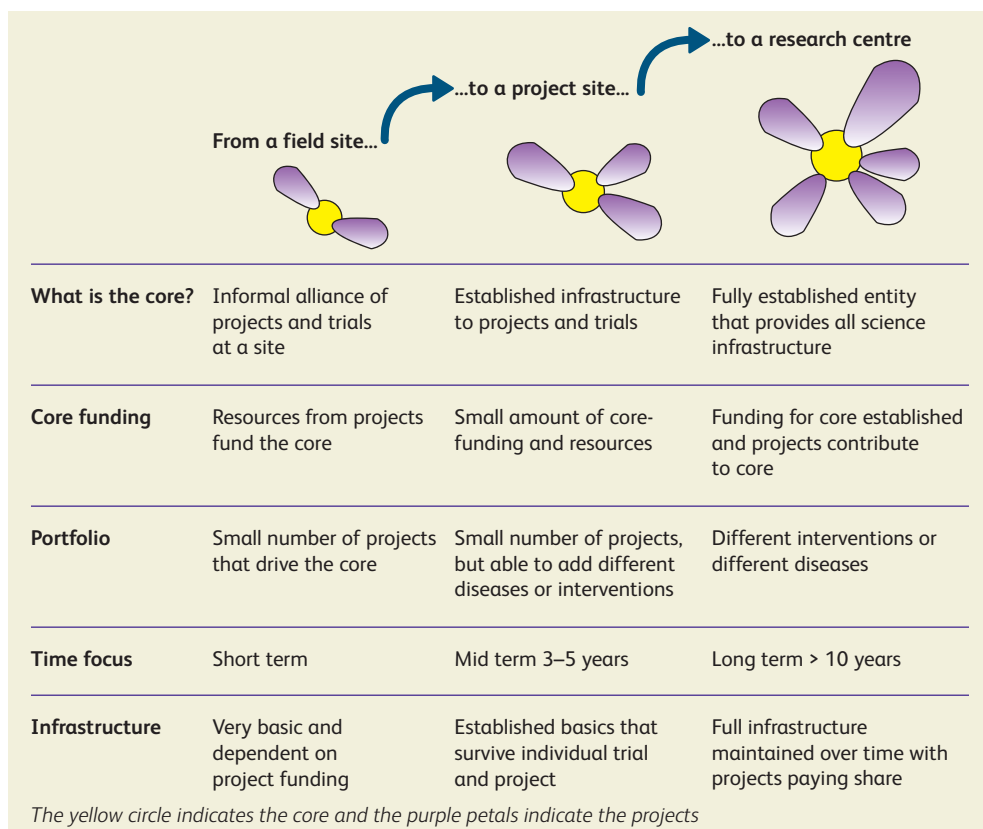 ...to a research centre
...to a project site...
From a field site...
What is the core?
Informal alliance of
projects and trials
at a site
Established infrastructure
to projects and trials
Fully established entity
that provides all science
infrastructure
Core funding
Resources from projects
fund the core
Small amount of core-
funding and resources
Funding for core established
and projects contribute
to core
Portfolio
Small number of projects
that drive the core
Small number of projects,
but able to add different
diseases or interventions
Different interventions or
different diseases
Time focus
Short term
Mid term 3–5 years
Long term > 10 years
Infrastructure
Very basic and
dependent on
project funding
Established basics that
survive individual trial
and project
Full infrastructure
maintained over time with
projects paying share
The yellow circle indicates the core and the purple petals indicate the projects